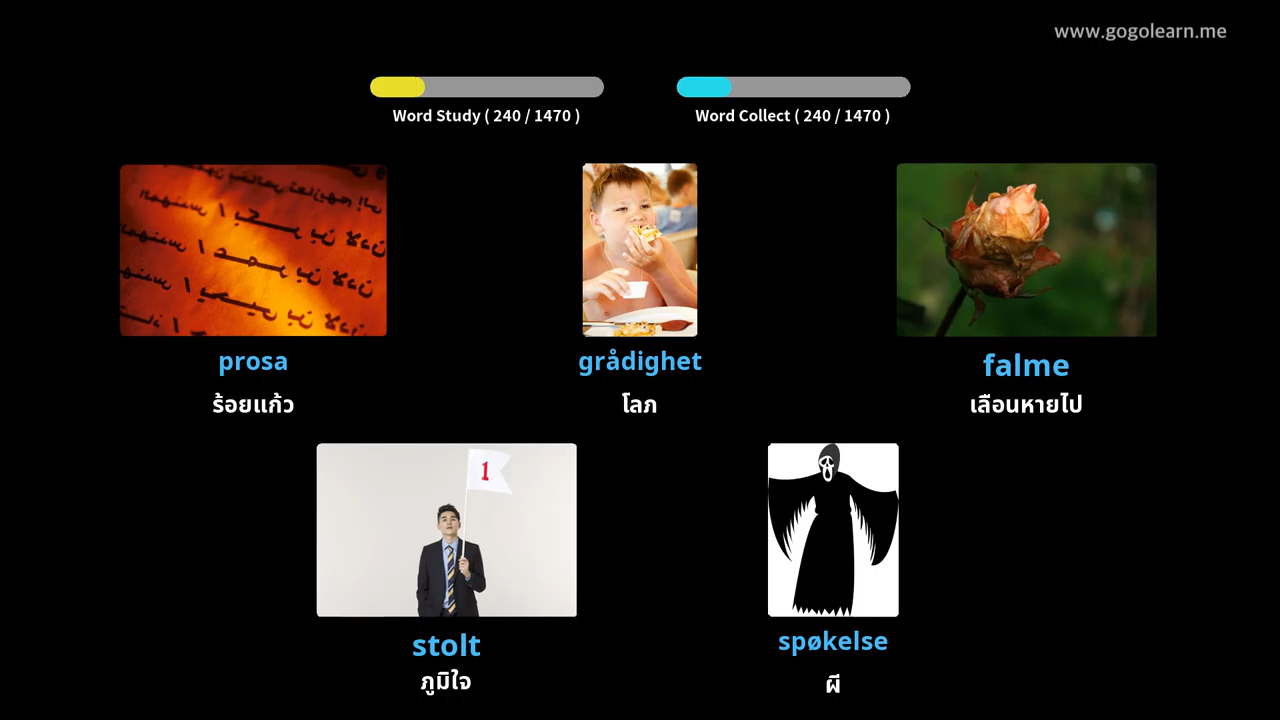 www.gogolearn.me
Word Study ( 240 / 1470 )
Word Collect ( 240 / 1470 )
prosa
grådighet
falme
ร้อยแก้ว
โลภ
เลือนหายไป
1
stolt
spøkelse
ภูมิใจ
ผี